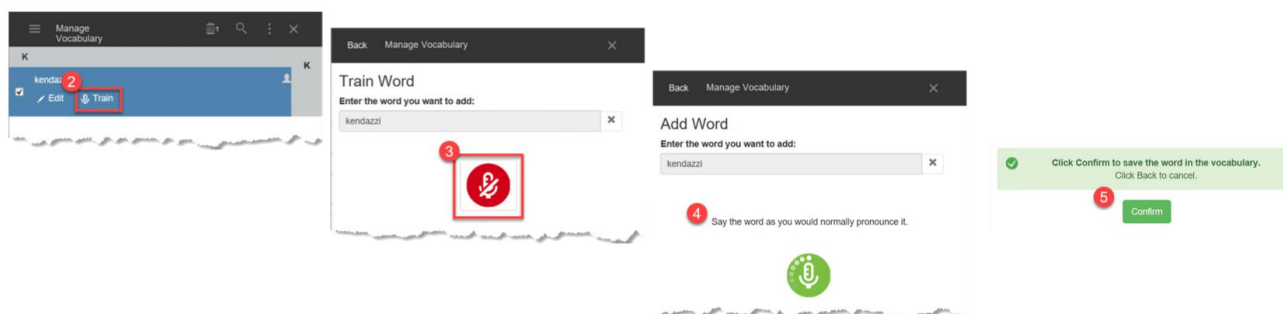 Manage
Vocabulary
1
K
K
2
Edit
Train
Back Manage Vocabulary
Train Word
Enter the word you want to add:
kendazzi
3
Back Manage Vocabulary
Add Word
Enter the word you want to add:
kendazzi
4
Say the word as you would normally pronounce it.
Click Confirm to save the word in the vocabulary.
Click Back to cancel.
5
Confirm